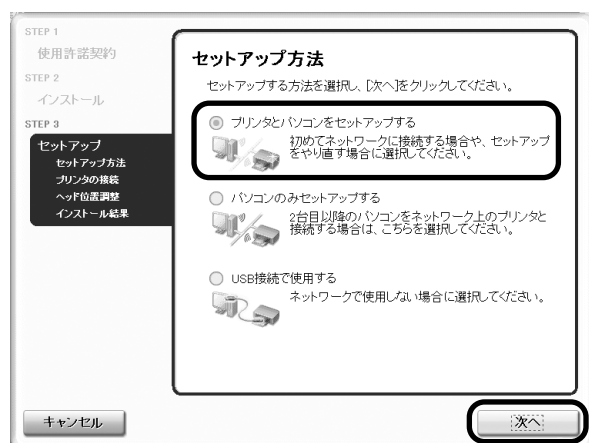 STEP 1
使用許諾契約
STEP 2
インストール
STEP 3
セットアップ
セットアップ方法
プリンタの接続
ヘッド位置調整
インストール結果
セットアップ方法
セットアップする方法を選択し、[次へ]をクリックしてください。
プリンタとパソコンをセットアップする
初めてネットワークに接続する場合や、セットアップ
をやり直す場合に選択してください。
パソコンのみセットアップする
2台目以降のパソコンをネットワーク上のプリンタと
接続する場合は、こちらを選択してください。
USB接続で使用する
ネットワークで使用しない場合に選択してください。
キャンセル
次へ